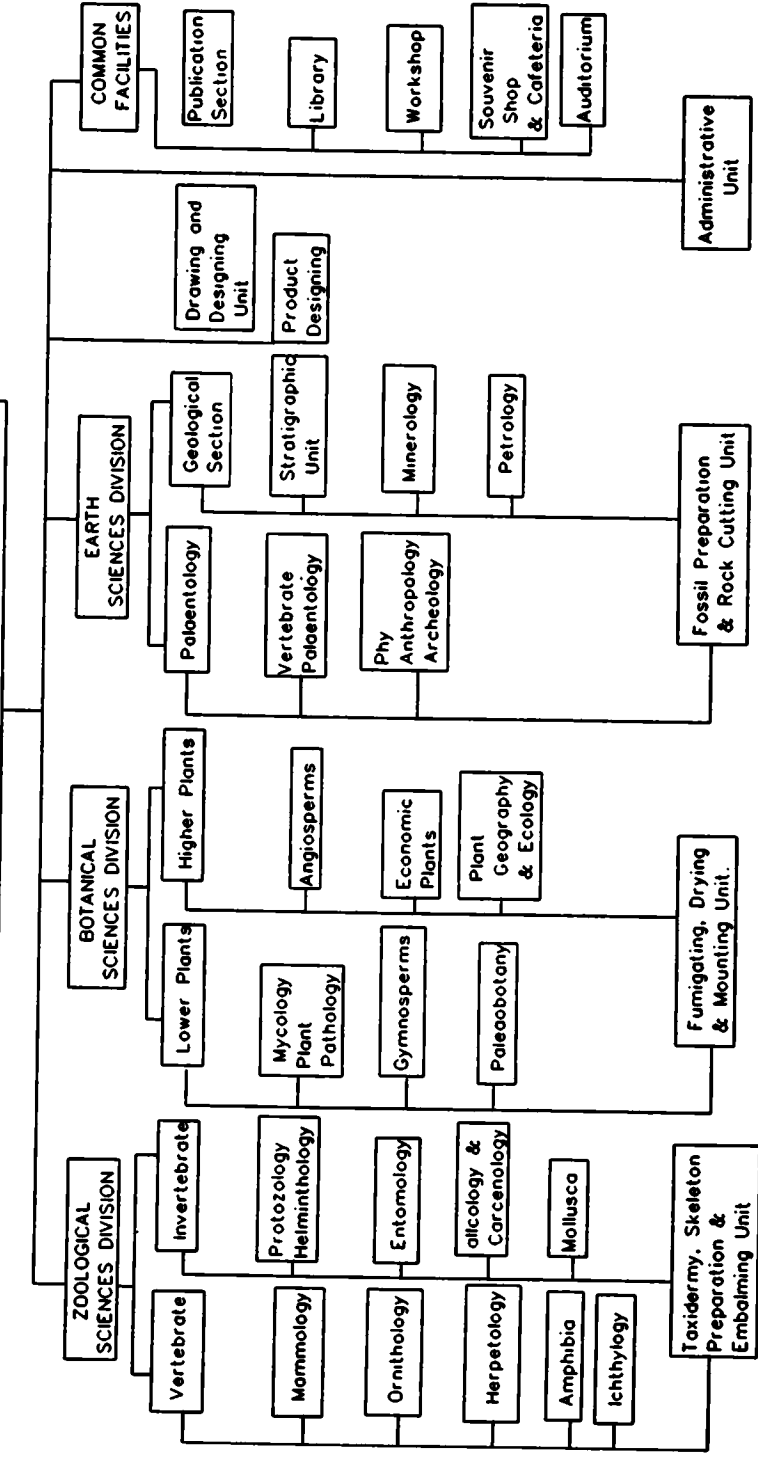 ZOOLOGICAL
SCIENCES DIVISION
Vertebrate
Mammology
Ornithology
Herpetology
Amphibia
Ichthylogy
Invertebrate
Protozology
Helminthology
Entomology
allcology &
Carcenology
Mollusca
Taxidermy, Skeleton
Preparation &
Embalming Unit
BOTANICAL
SCIENCES DIVISION
Lower Plants
Mycology
Plant
Pathology
Gymnosperms
Paleaobotany
Higher Plants
Angiosperms
Economic
Plants
Plant
Geography
& Ecology
Fumigating, Drying
& Mounting Unit.
EARTH
SCIENCES DIVISION
Palaentology
Vertebrate
Palaentology
Phy
Anthropology
Archeology
Geological
Section
Stratigraphic
Unit
Minerology
Petrology
Fossil Preparation
& Rock Cutting Unit
Drawing and
Designing
Unit
Product
Designing
Administrative
Unit
COMMON
FACILITIES
Publication
Section
Library
Workshop
Souvenir
Shop
& Cafeteria
Auditorium